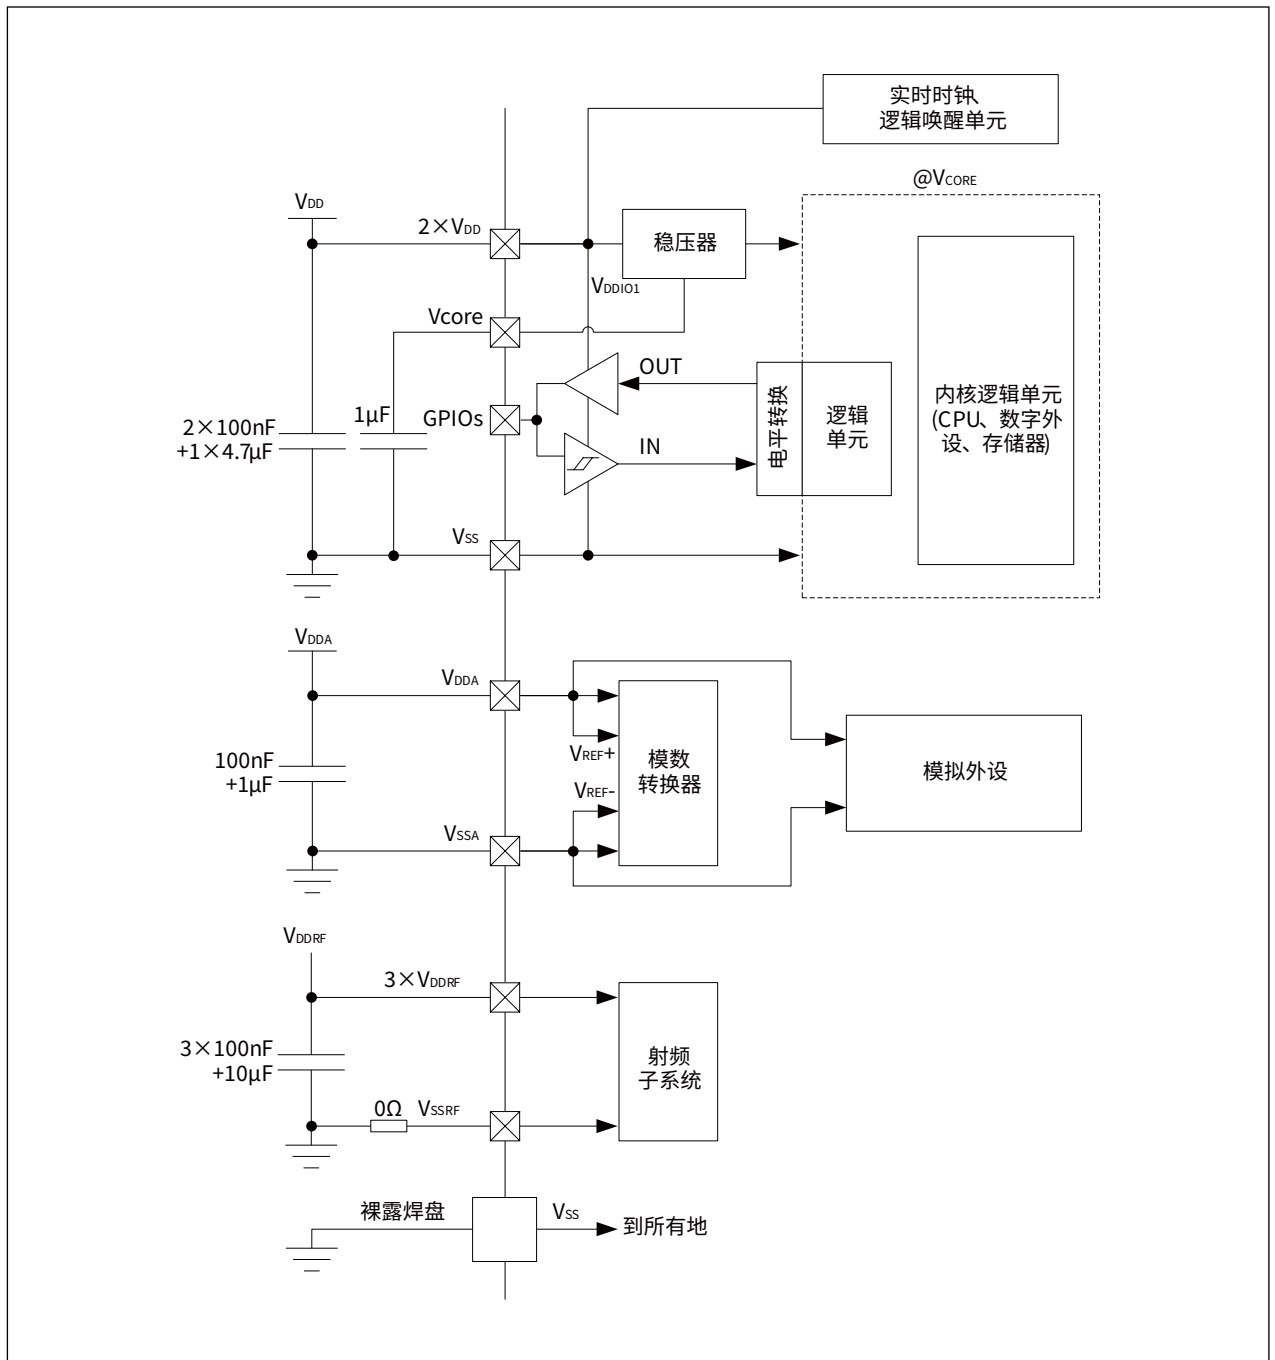 实时时钟、
逻辑唤醒单元
@VCORE
VDD
2×VDD
稳压器
VDDIO1
Vcore
OUT
1μF
GPIOs
2×100nF
+1×4.7μF
IN
电平转换
逻辑
单元
内核逻辑单元
(CPU、数字外
设、存储器)
VSS
VDDA
VDDA
VREF+
100nF
+1μF
模数
转换器
模拟外设
VREF-
VSSA
VDDRF
3×VDDRF
3×100nF
+10μF
射频
子系统
0Ω
VSSRF
裸露焊盘
VSS
到所有地